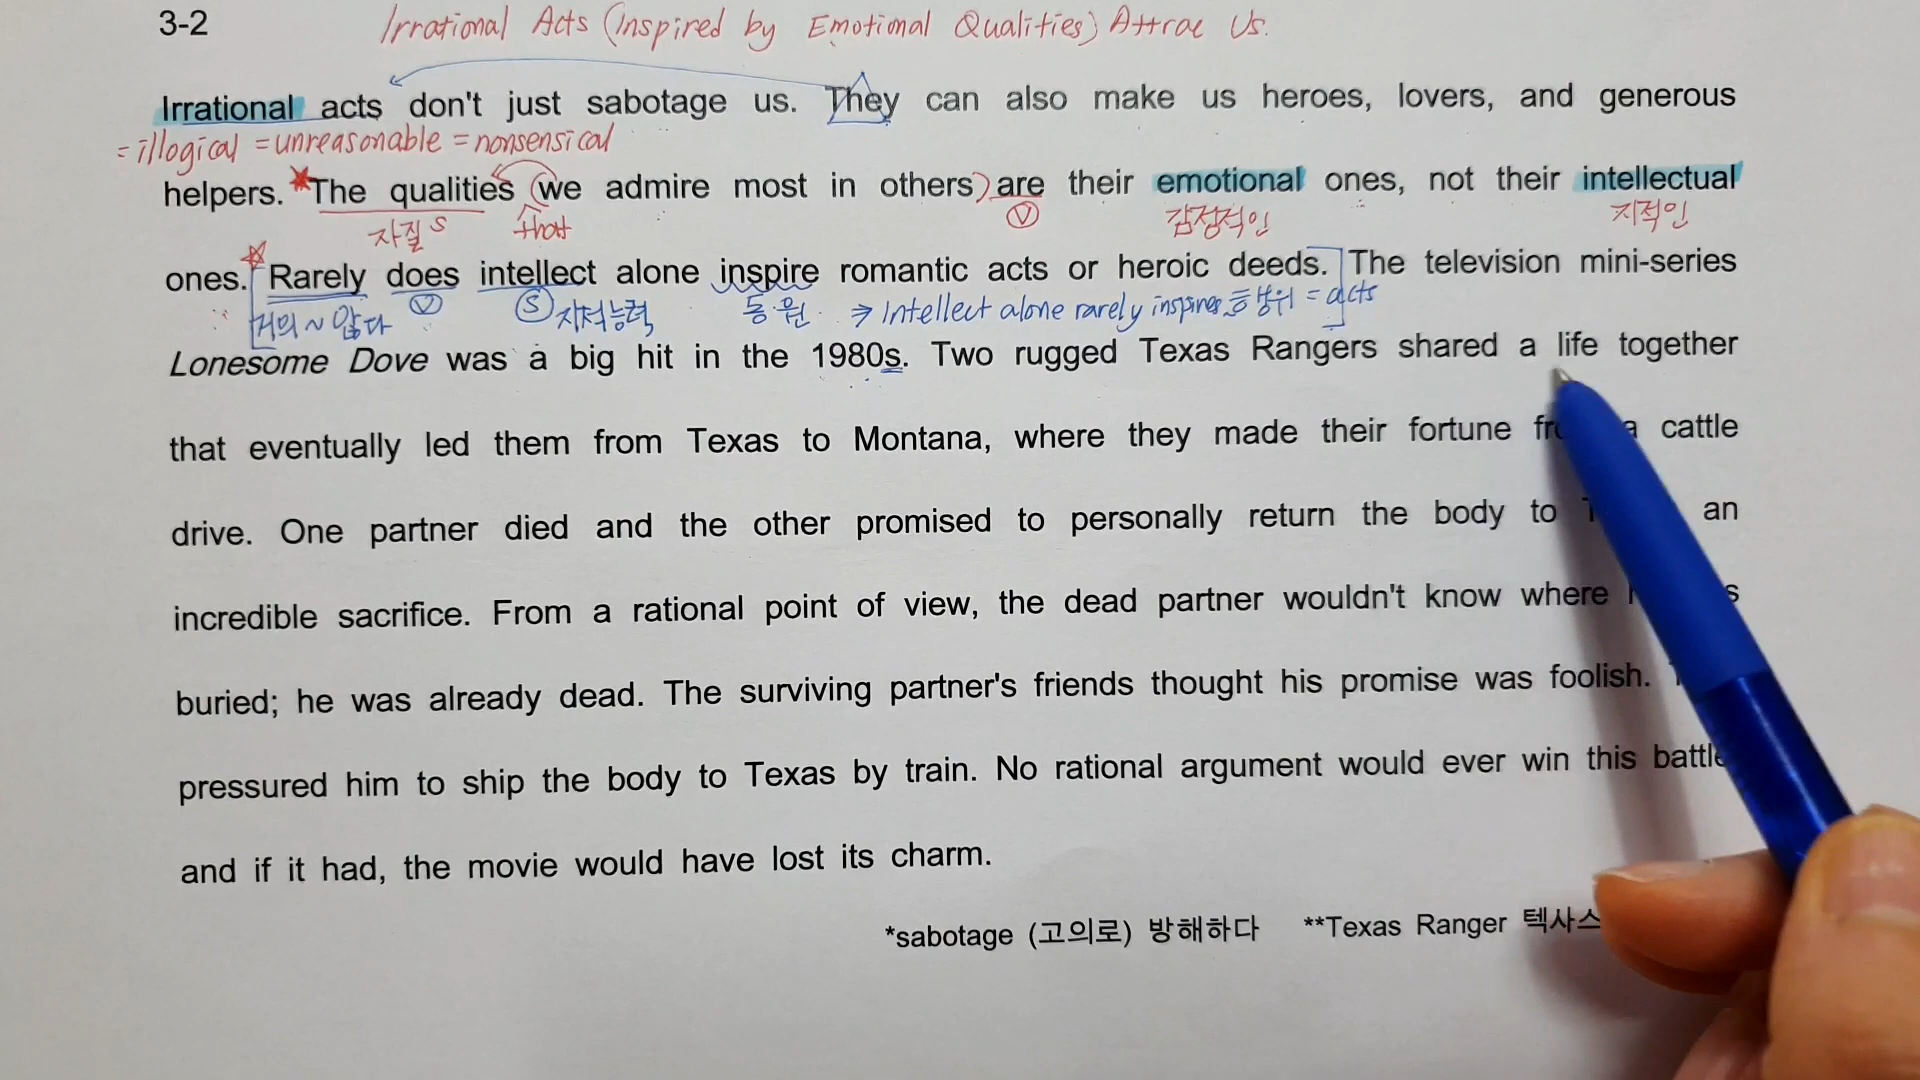 3-2 Irrational Acts (Inspired by Emotional Qualities) Attrac Us.
Irrational acts don't just sabotage us. They can also make us heroes, lovers, and generous
= illogical = unreasonable = nonsensical
helpers. *The qualities (we admire most in others) are their emotional ones, not their intellectual
자질 S that V 감정적인 지적인
ones. Rarely does intellect alone inspire romantic acts or heroic deeds. The television mini-series
거의 ~ 않다 V S 지적능력 동·원 ⇒ Intellect alone rarely inspires 행위 = acts
Lonesome Dove was a big hit in the 1980s. Two rugged Texas Rangers shared a life together
that eventually led them from Texas to Montana, where they made their fortune a cattle
drive. One partner died and the other promised to personally return the body to an
incredible sacrifice. From a rational point of view, the dead partner wouldn't know where
buried; he was already dead. The surviving partner's friends thought his promise was foolish.
pressured him to ship the body to Texas by train. No rational argument would ever win this battle
and if it had, the movie would have lost its charm.
*sabotage (고의로) 방해하다 **Texas Ranger 텍사스